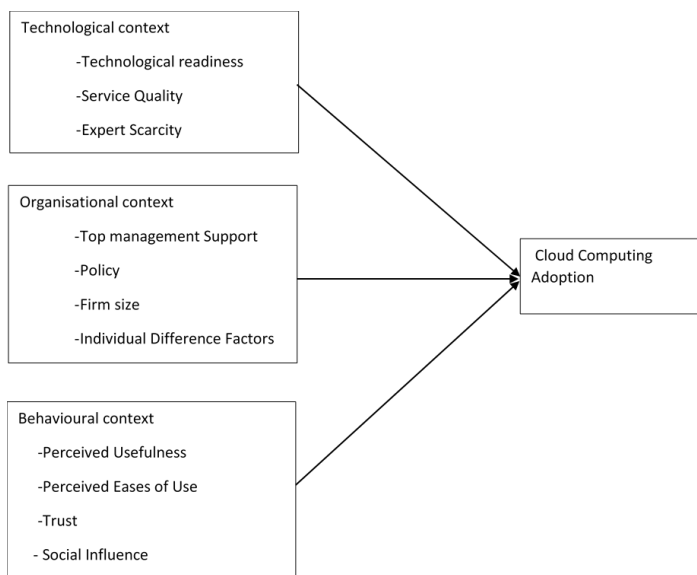 Technological context
-Technological readiness
-Service Quality
-Expert Scarcity
Organisational context
-Top management Support
-Policy
-Firm size
-Individual Difference Factors
Behavioural context
-Perceived Usefulness
-Perceived Eases of Use
-Trust
- Social Influence
Cloud Computing
Adoption